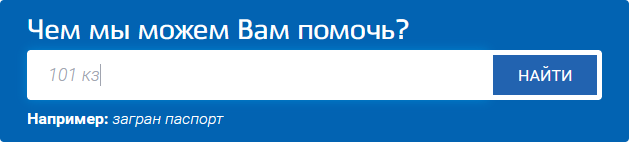 Чем мы можем Вам помочь?
101 кз
НАЙТИ
Например: загран паспорт